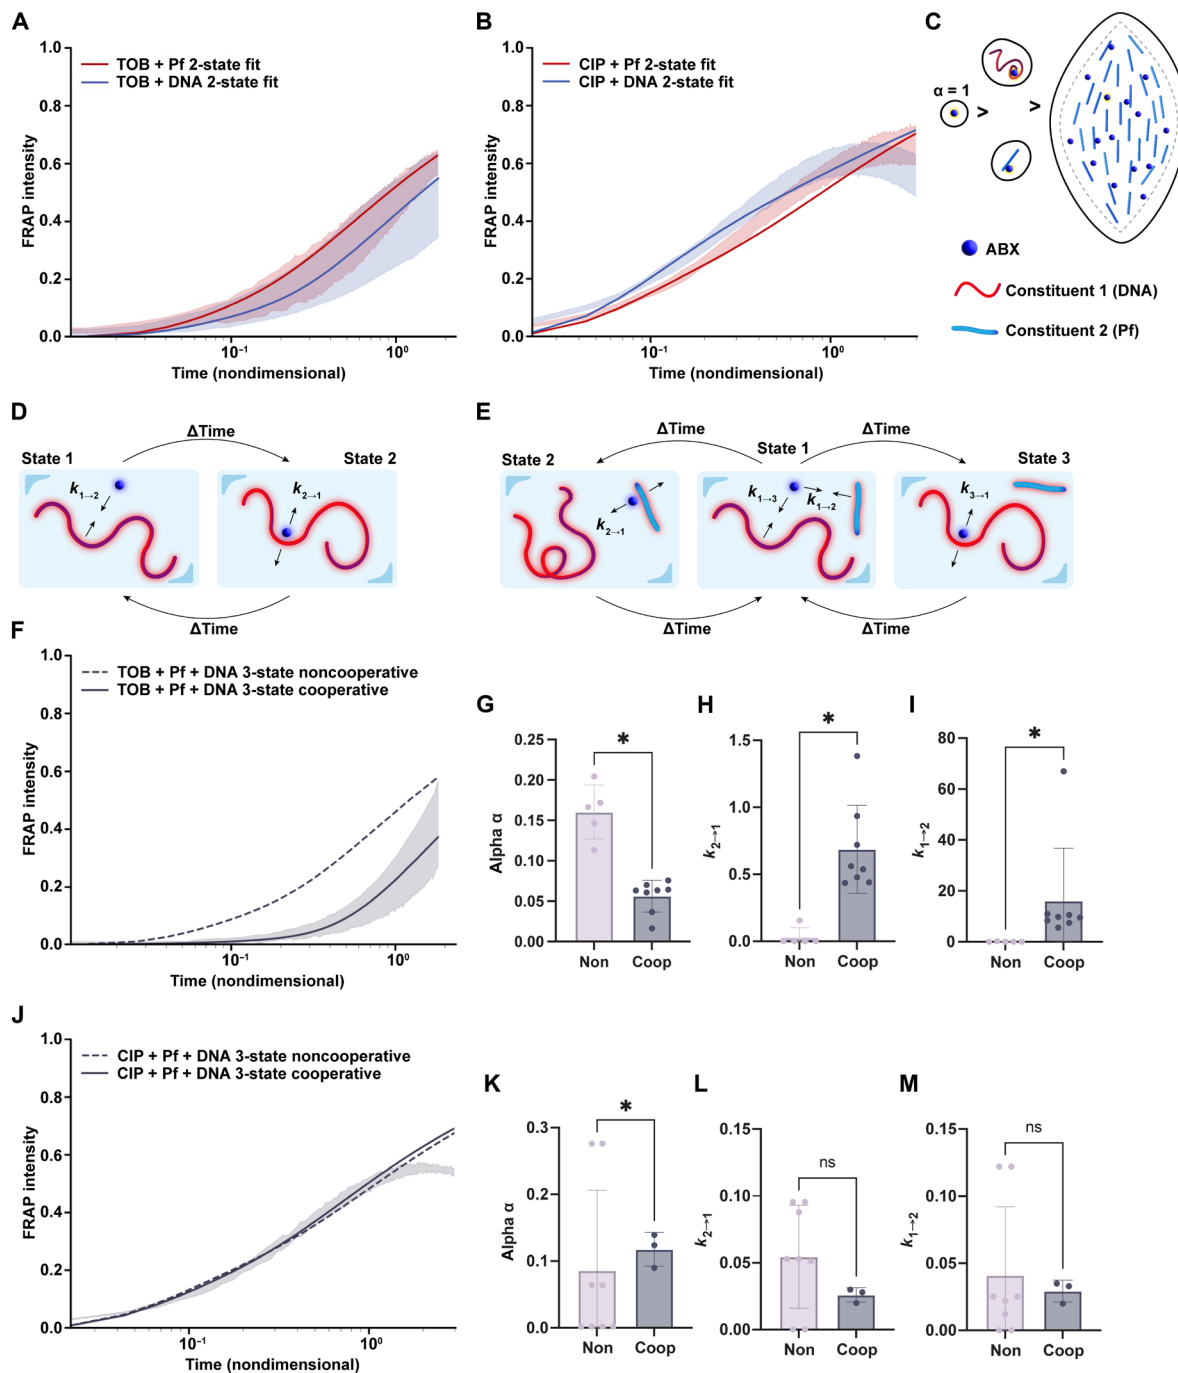 A
TOB + Pf 2-state fit
TOB + DNA 2-state fit
FRAP intensity
1.0
0.8
0.6
0.4
0.2
0.0
10⁻¹
10⁰
Time (nondimensional)
B
CIP + Pf 2-state fit
CIP + DNA 2-state fit
FRAP intensity
1.0
0.8
0.6
0.4
0.2
0.0
10⁻¹
10⁰
Time (nondimensional)
C
α = 1
>
>
ABX
Constituent 1 (DNA)
Constituent 2 (Pf)
D
ΔTime
State 1
State 2
k1→2
k2→1
ΔTime
E
ΔTime
ΔTime
State 2
State 1
State 3
k2→1
k1→3
k1→2
k3→1
ΔTime
ΔTime
F
TOB + Pf + DNA 3-state noncooperative
TOB + Pf + DNA 3-state cooperative
FRAP intensity
1.0
0.8
0.6
0.4
0.2
0.0
10⁻¹
10⁰
Time (nondimensional)
G
*
Alpha α
0.25
0.20
0.15
0.10
0.05
0.00
Non
Coop
H
*
k2→1
1.5
1.0
0.5
0.0
Non
Coop
I
*
k1→2
80
60
40
20
0
Non
Coop
J
CIP + Pf + DNA 3-state noncooperative
CIP + Pf + DNA 3-state cooperative
FRAP intensity
1.0
0.8
0.6
0.4
0.2
0.0
10⁻¹
10⁰
Time (nondimensional)
K
*
Alpha α
0.3
0.2
0.1
0.0
Non
Coop
L
ns
k2→1
0.15
0.10
0.05
0.00
Non
Coop
M
ns
k1→2
0.15
0.10
0.05
0.00
Non
Coop